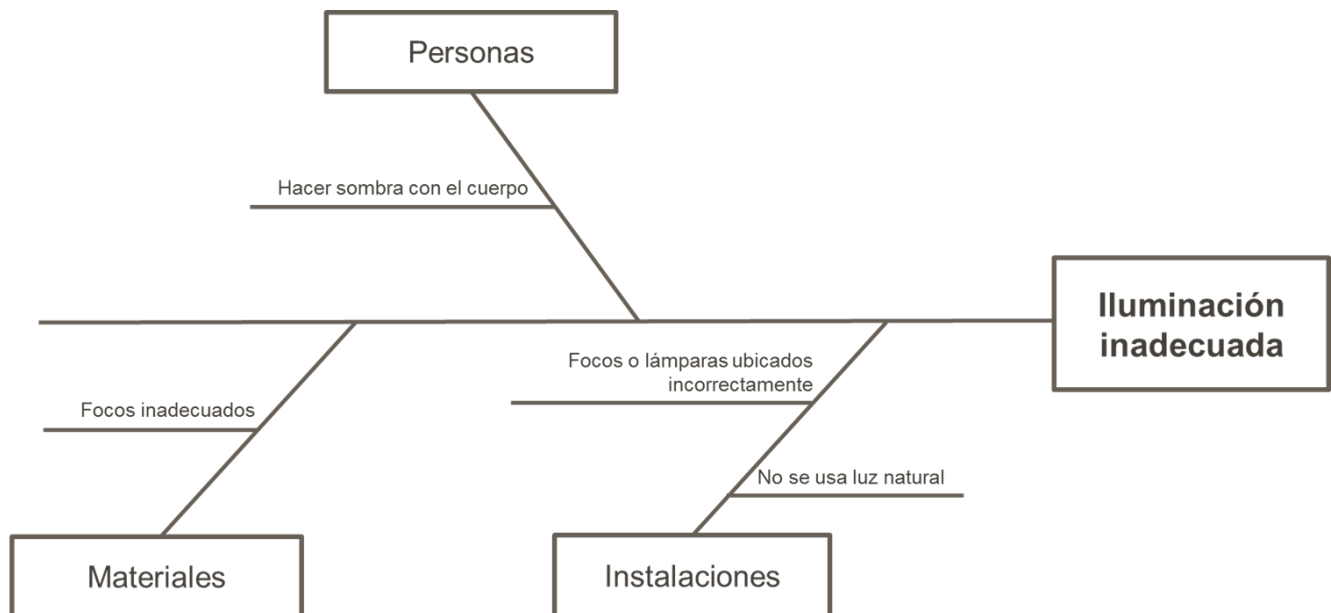 Personas
Hacer sombra con el cuerpo
Iluminación
inadecuada
Focos o lámparas ubicados
incorrectamente
Focos inadecuados
No se usa luz natural
Materiales
Instalaciones